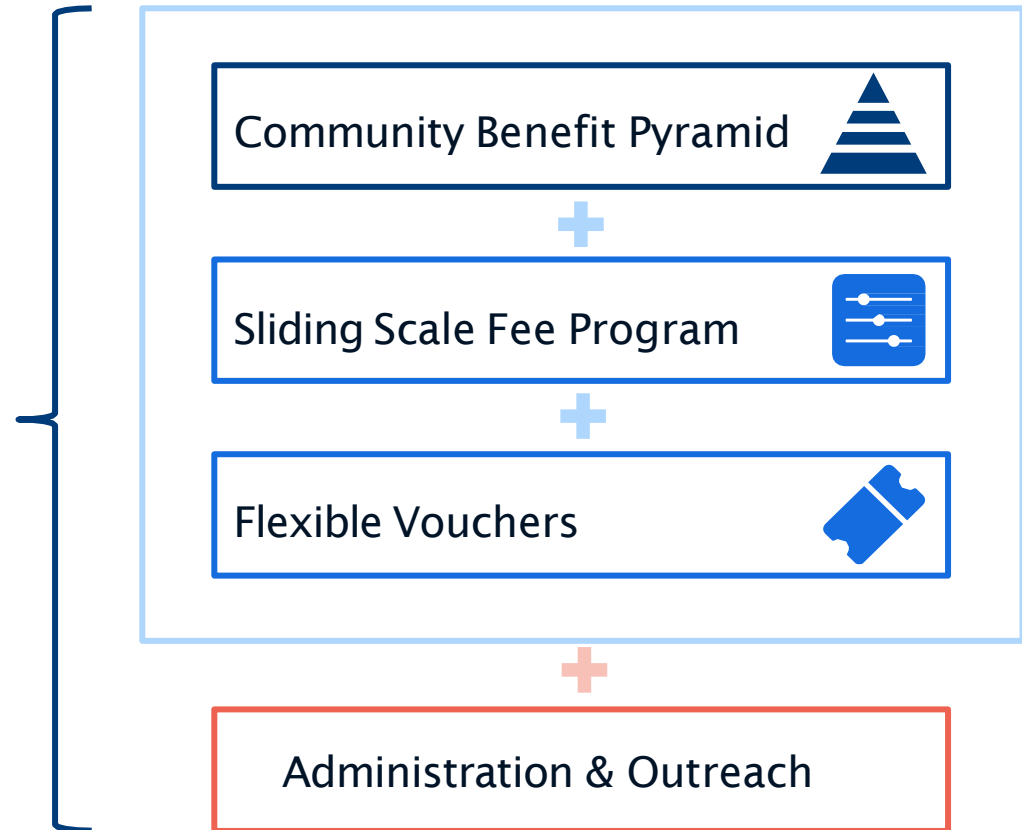 Community Benefit Pyramid
Sliding Scale Fee Program
Flexible Vouchers
Administration & Outreach